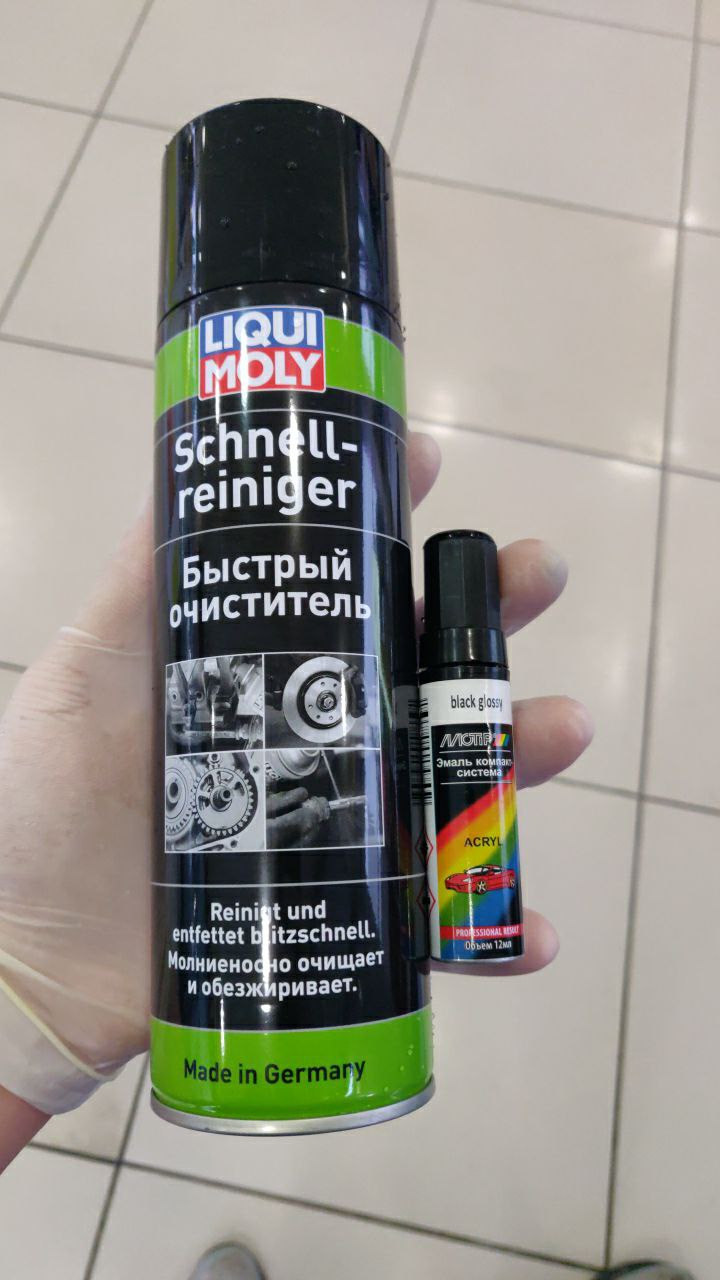 LIQUI
MOLY
Schnell-
reiniger
Быстрый
очиститель
Reinigt und
entfettet blitzschnell.
Молниеносно очищает
и обезжиривает.
Made in Germany
black glossy
MOTIP
Эмаль компакт-
система
ACRYL
PROFESSIONAL RESULT
Объем 12мл